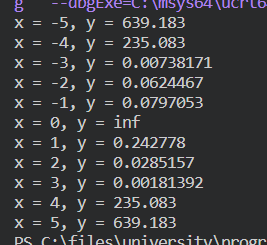 g   --dbgExe=C:\msys64\ucrt6
x = -5, y = 639.183
x = -4, y = 235.083
x = -3, y = 0.00738171
x = -2, y = 0.0624467
x = -1, y = 0.0797053
x = 0, y = inf
x = 1, y = 0.242778
x = 2, y = 0.0285157
x = 3, y = 0.00181392
x = 4, y = 235.083
x = 5, y = 639.183
PS C:\files\university\progr